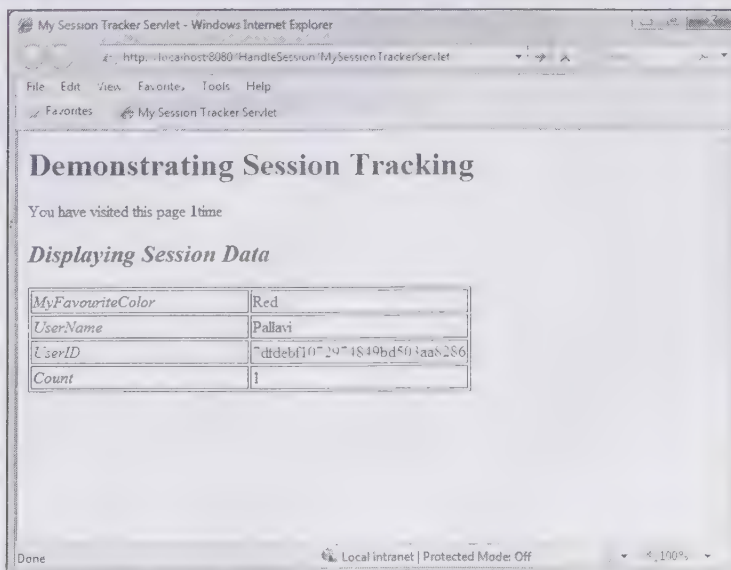 My Session Tracker Servlet - Windows Internet Explorer
File Edit View Favorites Tools Help
Favorites My Session Tracker Servlet
Demonstrating Session Tracking
You have visited this page 1time
Displaying Session Data
MyFavouriteColor Red
UserName Pallavi
UserID
Count 1
Done Local intranet | Protected Mode: Off 100%